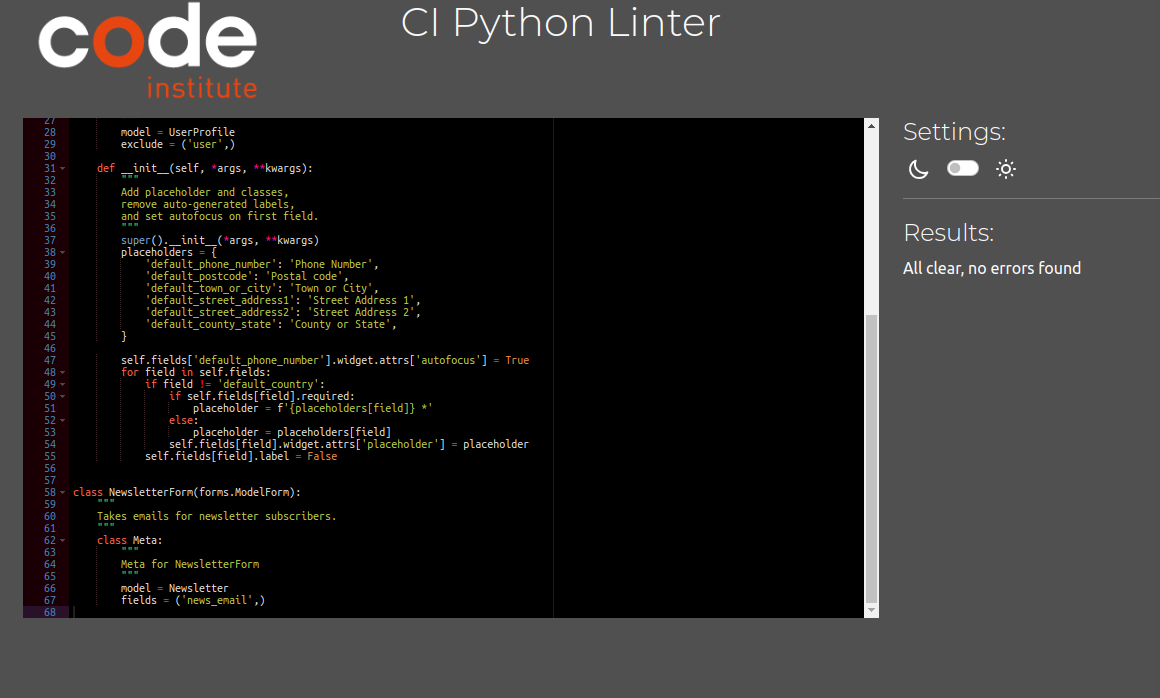 code
institute
CI Python Linter
27
28 model = UserProfile
29 exclude = ('user',)
30
31 def __init__(self, *args, **kwargs):
32 """
33 Add placeholder and classes,
34 remove auto-generated labels,
35 and set autofocus on first field.
36 """
37 super().__init__(*args, **kwargs)
38 placeholders = {
39 'default_phone_number': 'Phone Number',
40 'default_postcode': 'Postal code',
41 'default_town_or_city': 'Town or City',
42 'default_street_address1': 'Street Address 1',
43 'default_street_address2': 'Street Address 2',
44 'default_county_state': 'County or State',
45 }
46
47 self.fields['default_phone_number'].widget.attrs['autofocus'] = True
48 for field in self.fields:
49 if field != 'default_country':
50 if self.fields[field].required:
51 placeholder = f'{placeholders[field]} *'
52 else:
53 placeholder = placeholders[field]
54 self.fields[field].widget.attrs['placeholder'] = placeholder
55 self.fields[field].label = False
56
57
58 class NewsletterForm(forms.ModelForm):
59 """
60 Takes emails for newsletter subscribers.
61 """
62 class Meta:
63 """
64 Meta for NewsletterForm
65 """
66 model = Newsletter
67 fields = ('news_email',)
68
Settings:
Results:
All clear, no errors found